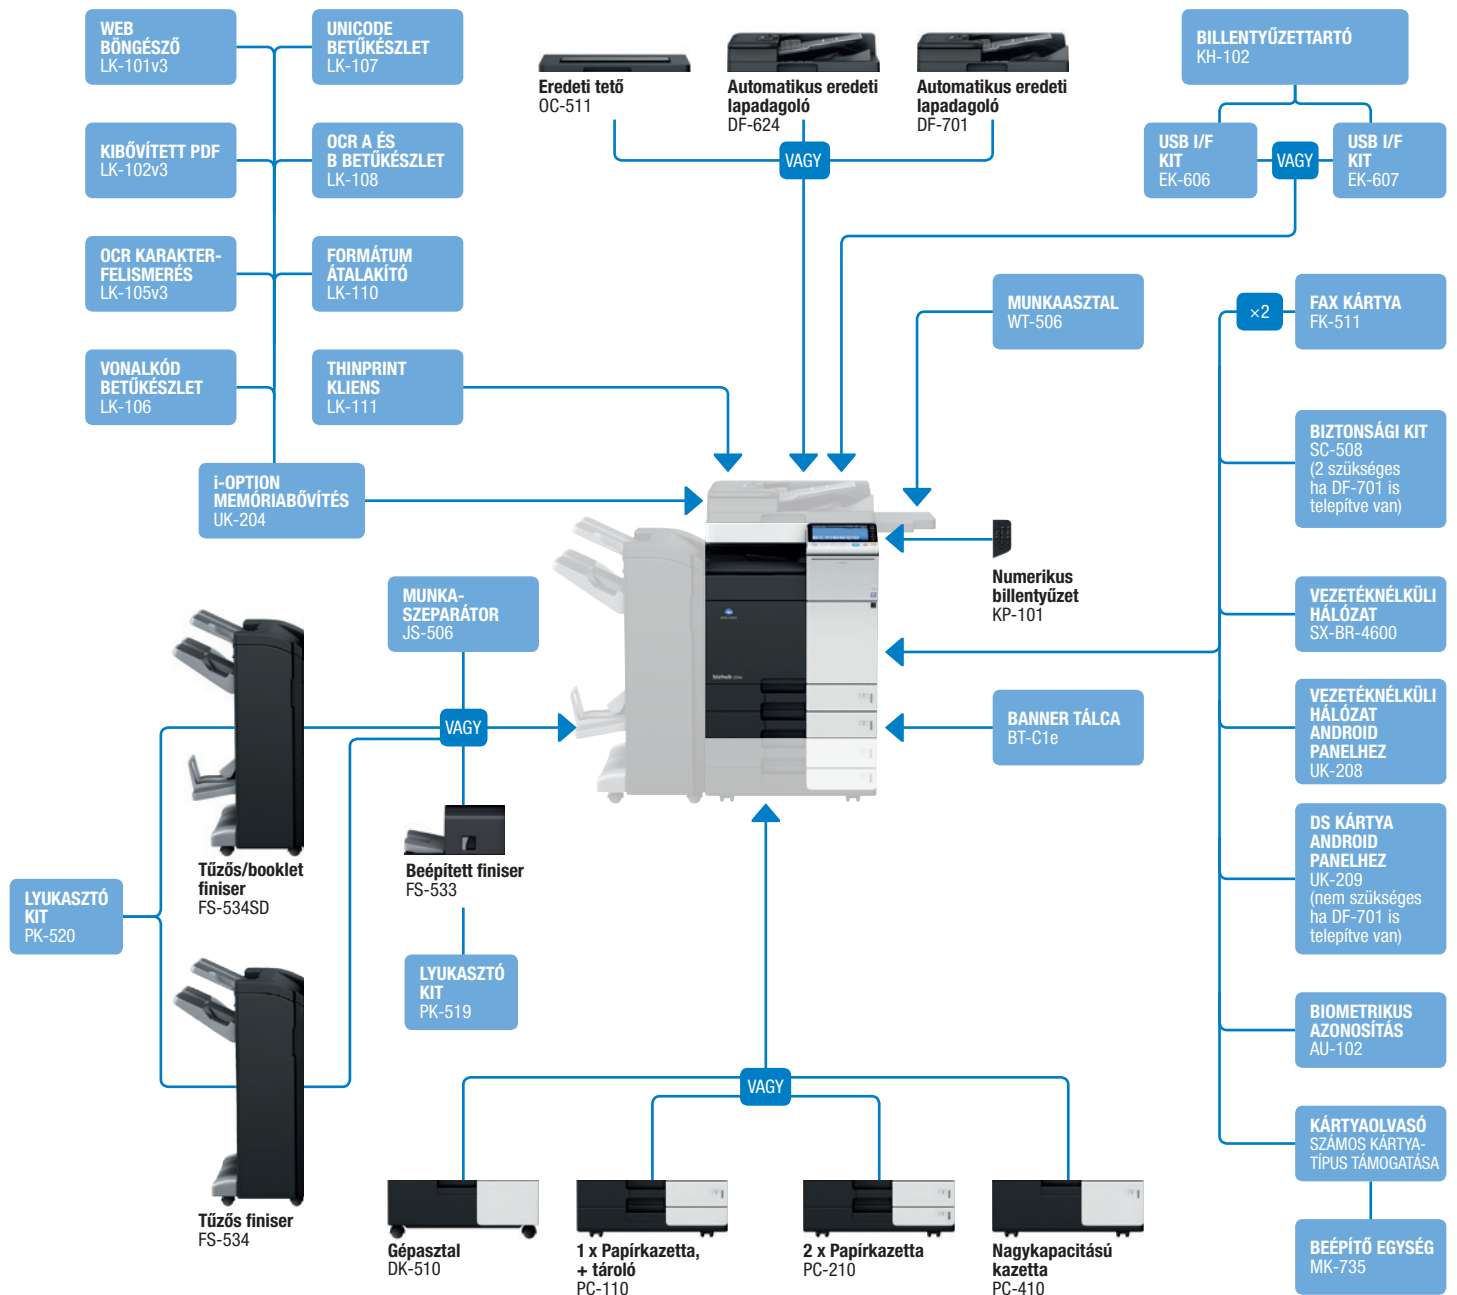 WEB
BÖNGÉSZŐ
LK-101v3
UNICODE
BETŰKÉSZLET
LK-107
KIBŐVÍTETT PDF
LK-102v3
OCR A ÉS
B BETŰKÉSZLET
LK-108
OCR KARAKTER-
FELISMERÉS
LK-105v3
FORMÁTUM
ÁTALAKÍTÓ
LK-110
VONALKÓD
BETŰKÉSZLET
LK-106
THINPRINT
KLIENS
LK-111
i-OPTION
MEMÓRIABŐVÍTÉS
UK-204
Eredeti tető
OC-511
Automatikus eredeti
lapadagoló
DF-624
Automatikus eredeti
lapadagoló
DF-701
VAGY
BILLENTYŰZETTARTÓ
KH-102
USB I/F
KIT
EK-606
VAGY
USB I/F
KIT
EK-607
MUNKAASZTAL
WT-506
×2
FAX KÁRTYA
FK-511
BIZTONSÁGI KIT
SC-508
(2 szükséges
ha DF-701 is
telepítve van)
Numerikus
billentyűzet
KP-101
VEZETÉKNÉLKÜLI
HÁLÓZAT
SX-BR-4600
BANNER TÁLCA
BT-C1e
VEZETÉKNÉLKÜLI
HÁLÓZAT
ANDROID
PANELHEZ
UK-208
DS KÁRTYA
ANDROID
PANELHEZ
UK-209
(nem szükséges
ha DF-701 is
telepítve van)
BIOMETRIKUS
AZONOSÍTÁS
AU-102
KÁRTYAOLVASÓ
SZÁMOS KÁRTYA-
TÍPUS TÁMOGATÁSA
BEÉPÍTŐ EGYSÉG
MK-735
MUNKA-
SZEPARÁTOR
JS-506
VAGY
bizhub
Tűzős/booklet
finiser
FS-534SD
Beépített finiser
FS-533
LYUKASZTÓ
KIT
PK-520
LYUKASZTÓ
KIT
PK-519
Tűzős finiser
FS-534
VAGY
Gépasztal
DK-510
1 x Papírkazetta,
+ tároló
PC-110
2 x Papírkazetta
PC-210
Nagykapacitású
kazetta
PC-410